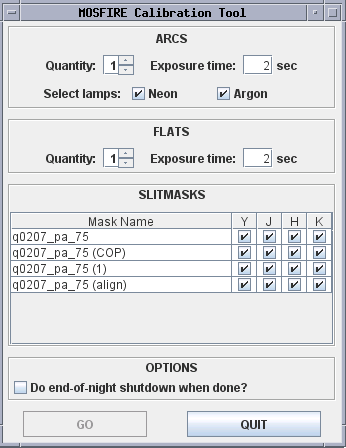 MOSFIRE Calibration Tool
ARCS
Quantity: 1 Exposure time: 2 sec
Select lamps: Neon Argon
FLATS
Quantity: 1 Exposure time: 2 sec
SLITMASKS
Mask Name Y J H K
q0207_pa_75
q0207_pa_75 (COP)
q0207_pa_75 (1)
q0207_pa_75 (align)
OPTIONS
Do end-of-night shutdown when done?
GO QUIT